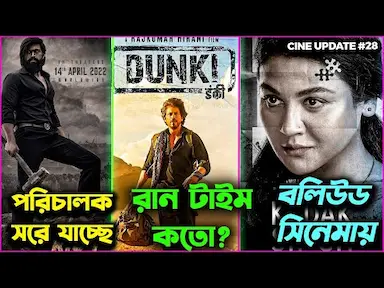 CINE UPDATE #28
14TH APRIL 2022
A RAJKUMAR HIRANI FILM
DUNKI
डंकी
পরিচালক
সরে যাচ্ছে
রান টাইম
কতো?
বলিউড
সিনেমায়